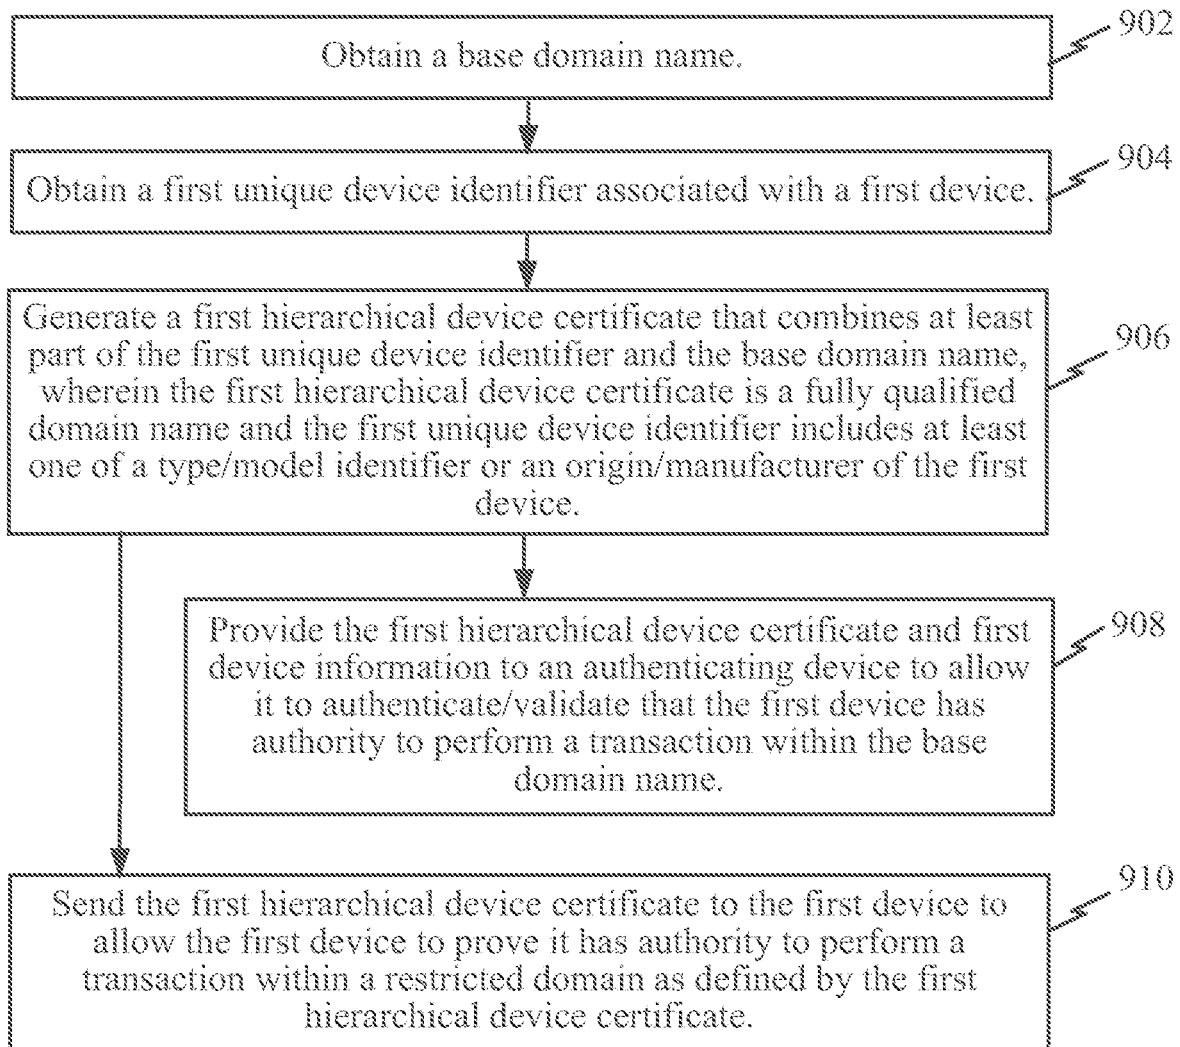 902
Obtain a base domain name.
904
Obtain a first unique device identifier associated with a first device.
906
Generate a first hierarchical device certificate that combines at least
part of the first unique device identifier and the base domain name,
wherein the first hierarchical device certificate is a fully qualified
domain name and the first unique device identifier includes at least
one of a type/model identifier or an origin/manufacturer of the first
device.
908
Provide the first hierarchical device certificate and first
device information to an authenticating device to allow
it to authenticate/validate that the first device has
authority to perform a transaction within the base
domain name.
910
Send the first hierarchical device certificate to the first device to
allow the first device to prove it has authority to perform a
transaction within a restricted domain as defined by the first
hierarchical device certificate.